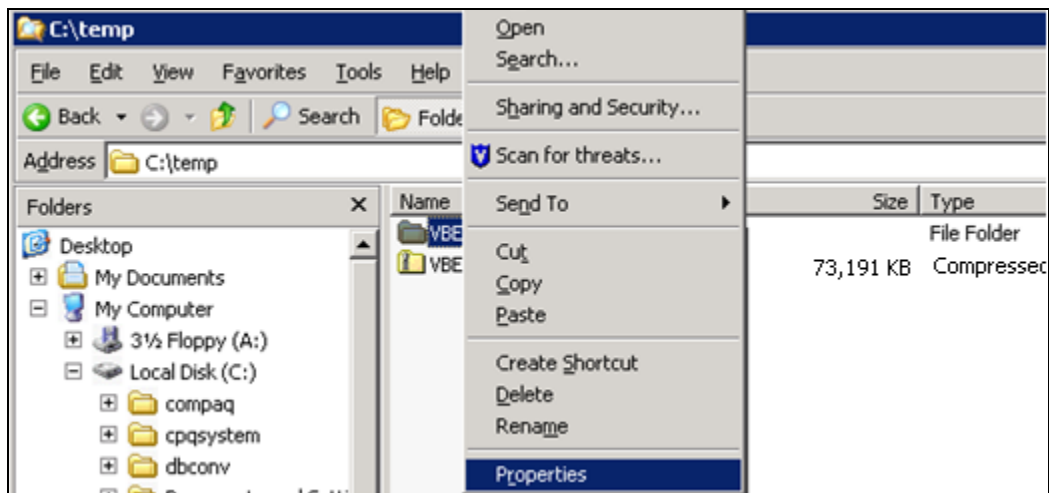 C:\temp
File Edit View Favorites Tools Help
Back Search Folde
Address C:\temp
Folders
Desktop
My Documents
My Computer
3½ Floppy (A:)
Local Disk (C:)
compaq
cpqsystem
dbconv
Name Size Type
VBE File Folder
VBE 73,191 KB Compressed
Open
Search...
Sharing and Security...
Scan for threats...
Send To
Cut
Copy
Paste
Create Shortcut
Delete
Rename
Properties